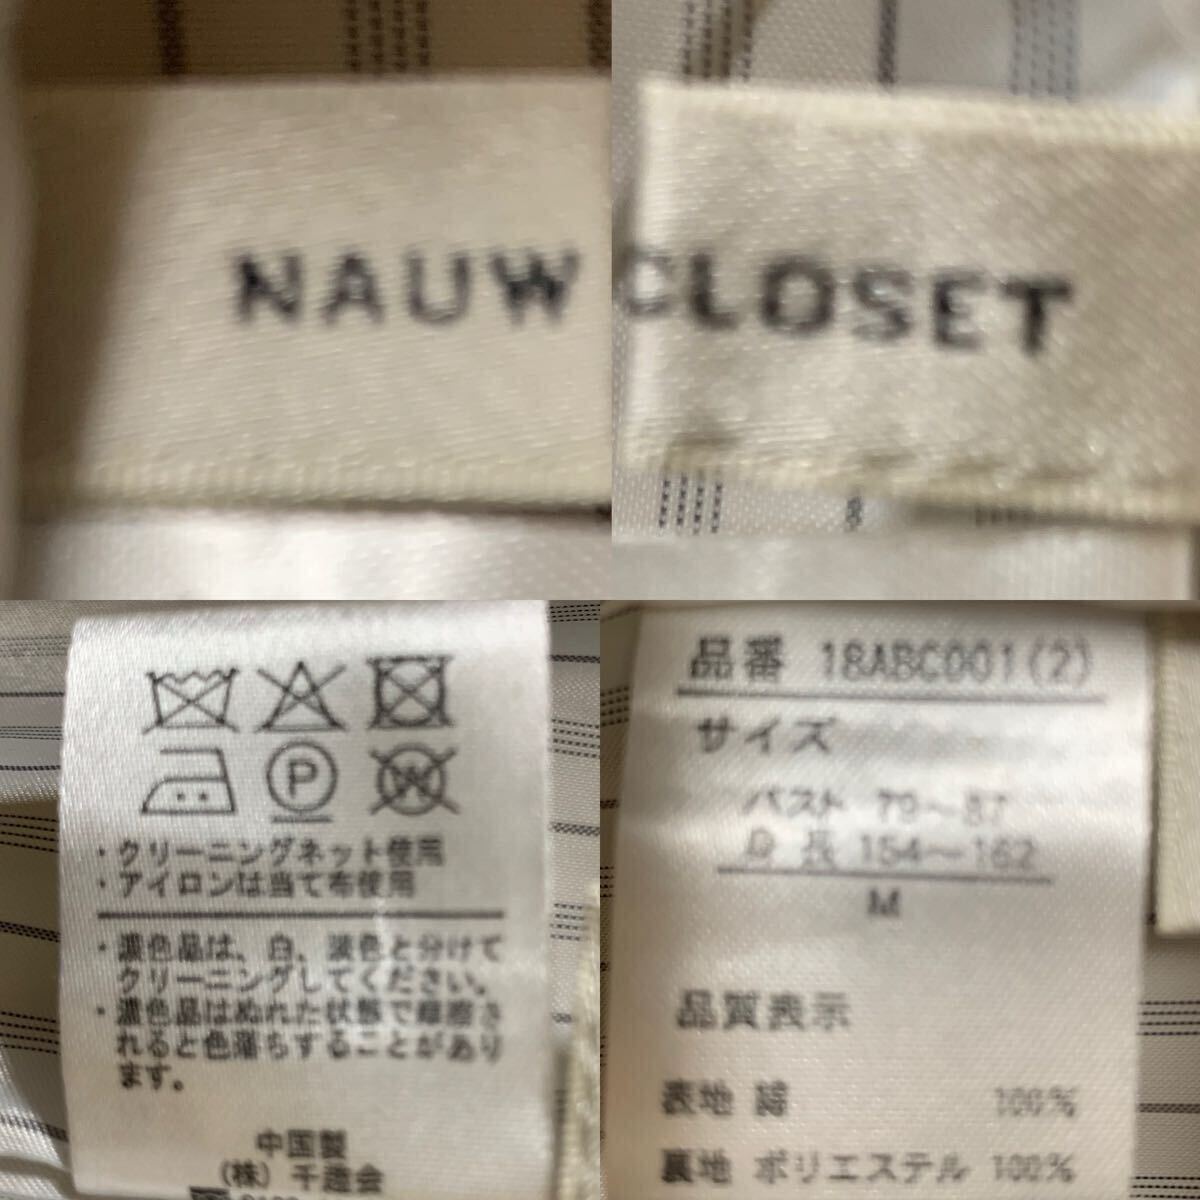 NAUW
CLOSET
P
W
・クリーニングネット使用
・アイロンは当て布使用
・濃色品は、白、淡色と分けて
クリーニングしてください。
・濃色品はぬれた状態で摩擦さ
れると色落ちすることがあり
ます。
中国製
(株) 千造会
品番 18ABC001(2)
サイズ
バスト 79〜87
身長 154〜162
M
品質表示
表地 綿 100%
裏地 ポリエステル 100%